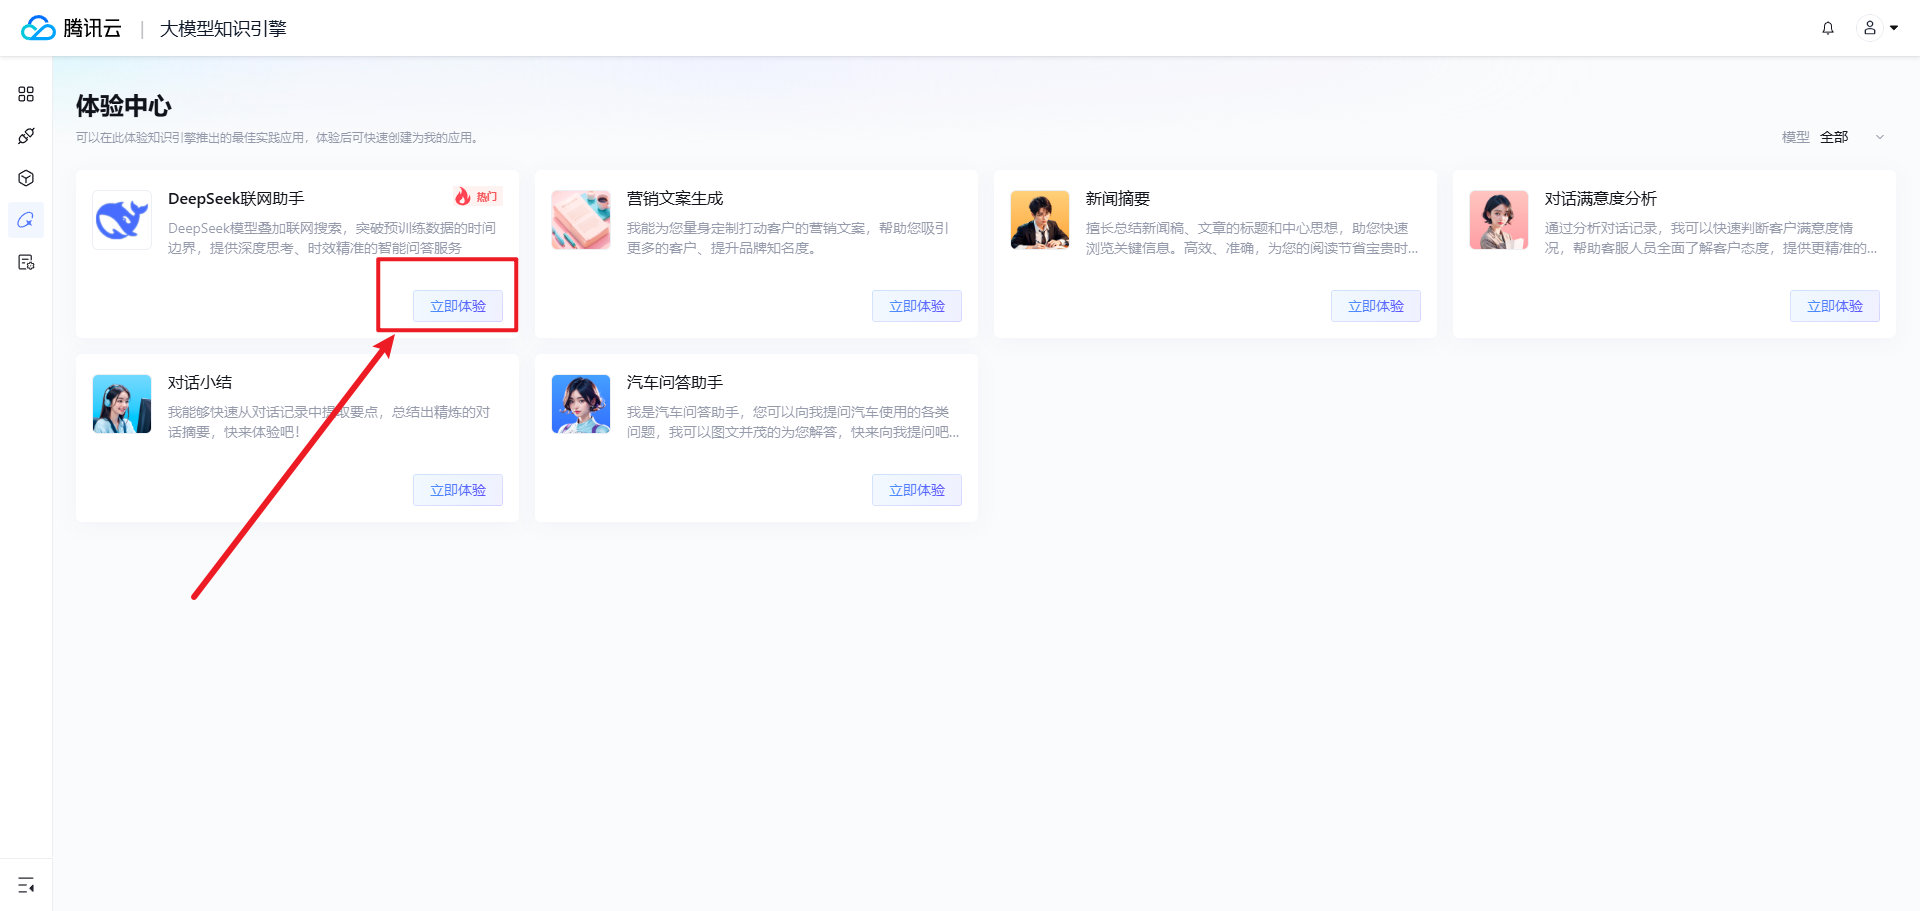 腾讯云 | 大模型知识引擎
体验中心
可以在此体验知识引擎推出的最佳实践应用，体验后可快速创建为我的应用。
模型 全部
DeepSeek联网助手
热门
DeepSeek模型叠加联网搜索，突破预训练数据的时间
边界，提供深度思考、时效精准的智能问答服务
立即体验
营销文案生成
我能为您量身定制打动客户的营销文案，帮助您吸引
更多的客户、提升品牌知名度。
立即体验
新闻摘要
擅长总结新闻稿、文章的标题和中心思想，助您快速
浏览关键信息。高效、准确，为您的阅读节省宝贵时...
立即体验
对话满意度分析
通过分析对话记录，我可以快速判断客户满意度情
况，帮助客服人员全面了解客户态度，提供更精准的...
立即体验
对话小结
我能够快速从对话记录中提取要点，总结出精炼的对
话摘要，快来体验吧！
立即体验
汽车问答助手
我是汽车问答助手，您可以向我提问汽车使用的各类
问题，我可以图文并茂的为您解答，快来向我提问吧...
立即体验